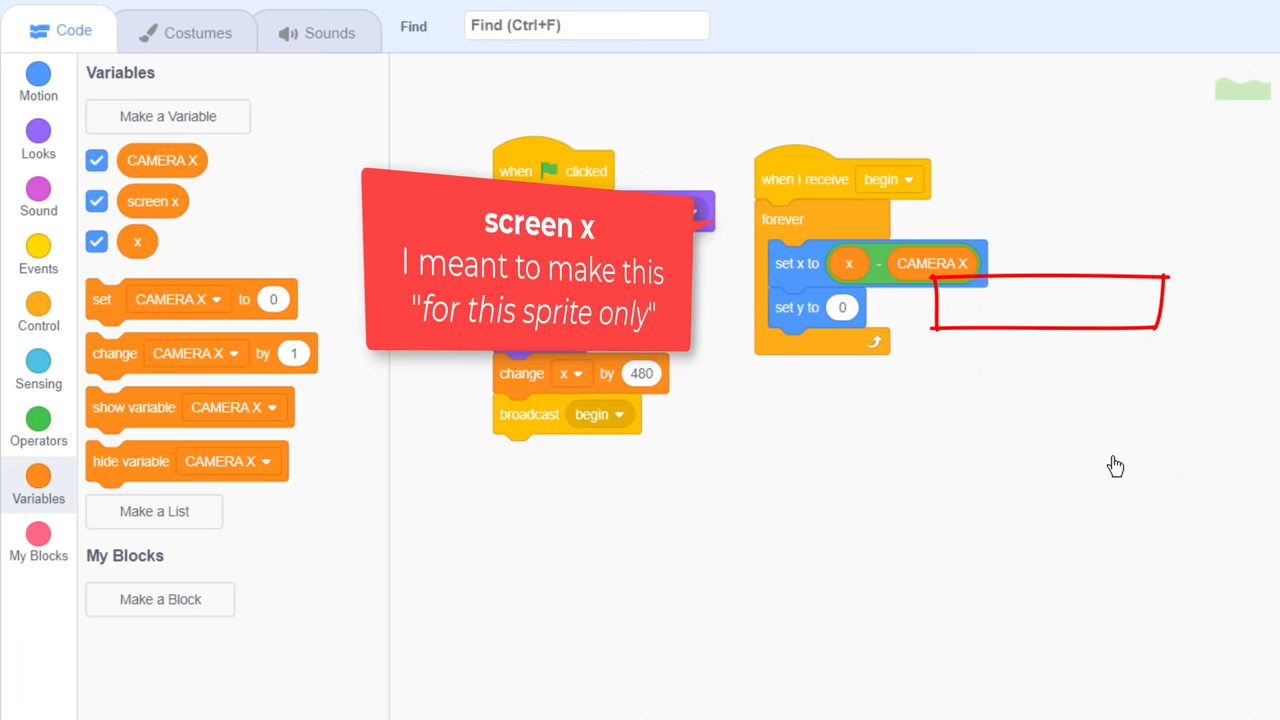 Code
Costumes
Sounds
Find
Find (Ctrl+F)
Motion
Looks
Sound
Events
Control
Sensing
Operators
Variables
My Blocks
Variables
Make a Variable
CAMERA X
screen x
x
set CAMERA X to 0
change CAMERA X by 1
show variable CAMERA X
hide variable CAMERA X
Make a List
My Blocks
Make a Block
when clicked
screen x
I meant to make this
"for this sprite only"
change x by 480
broadcast begin
when I receive begin
forever
set x to x - CAMERA X
set y to 0